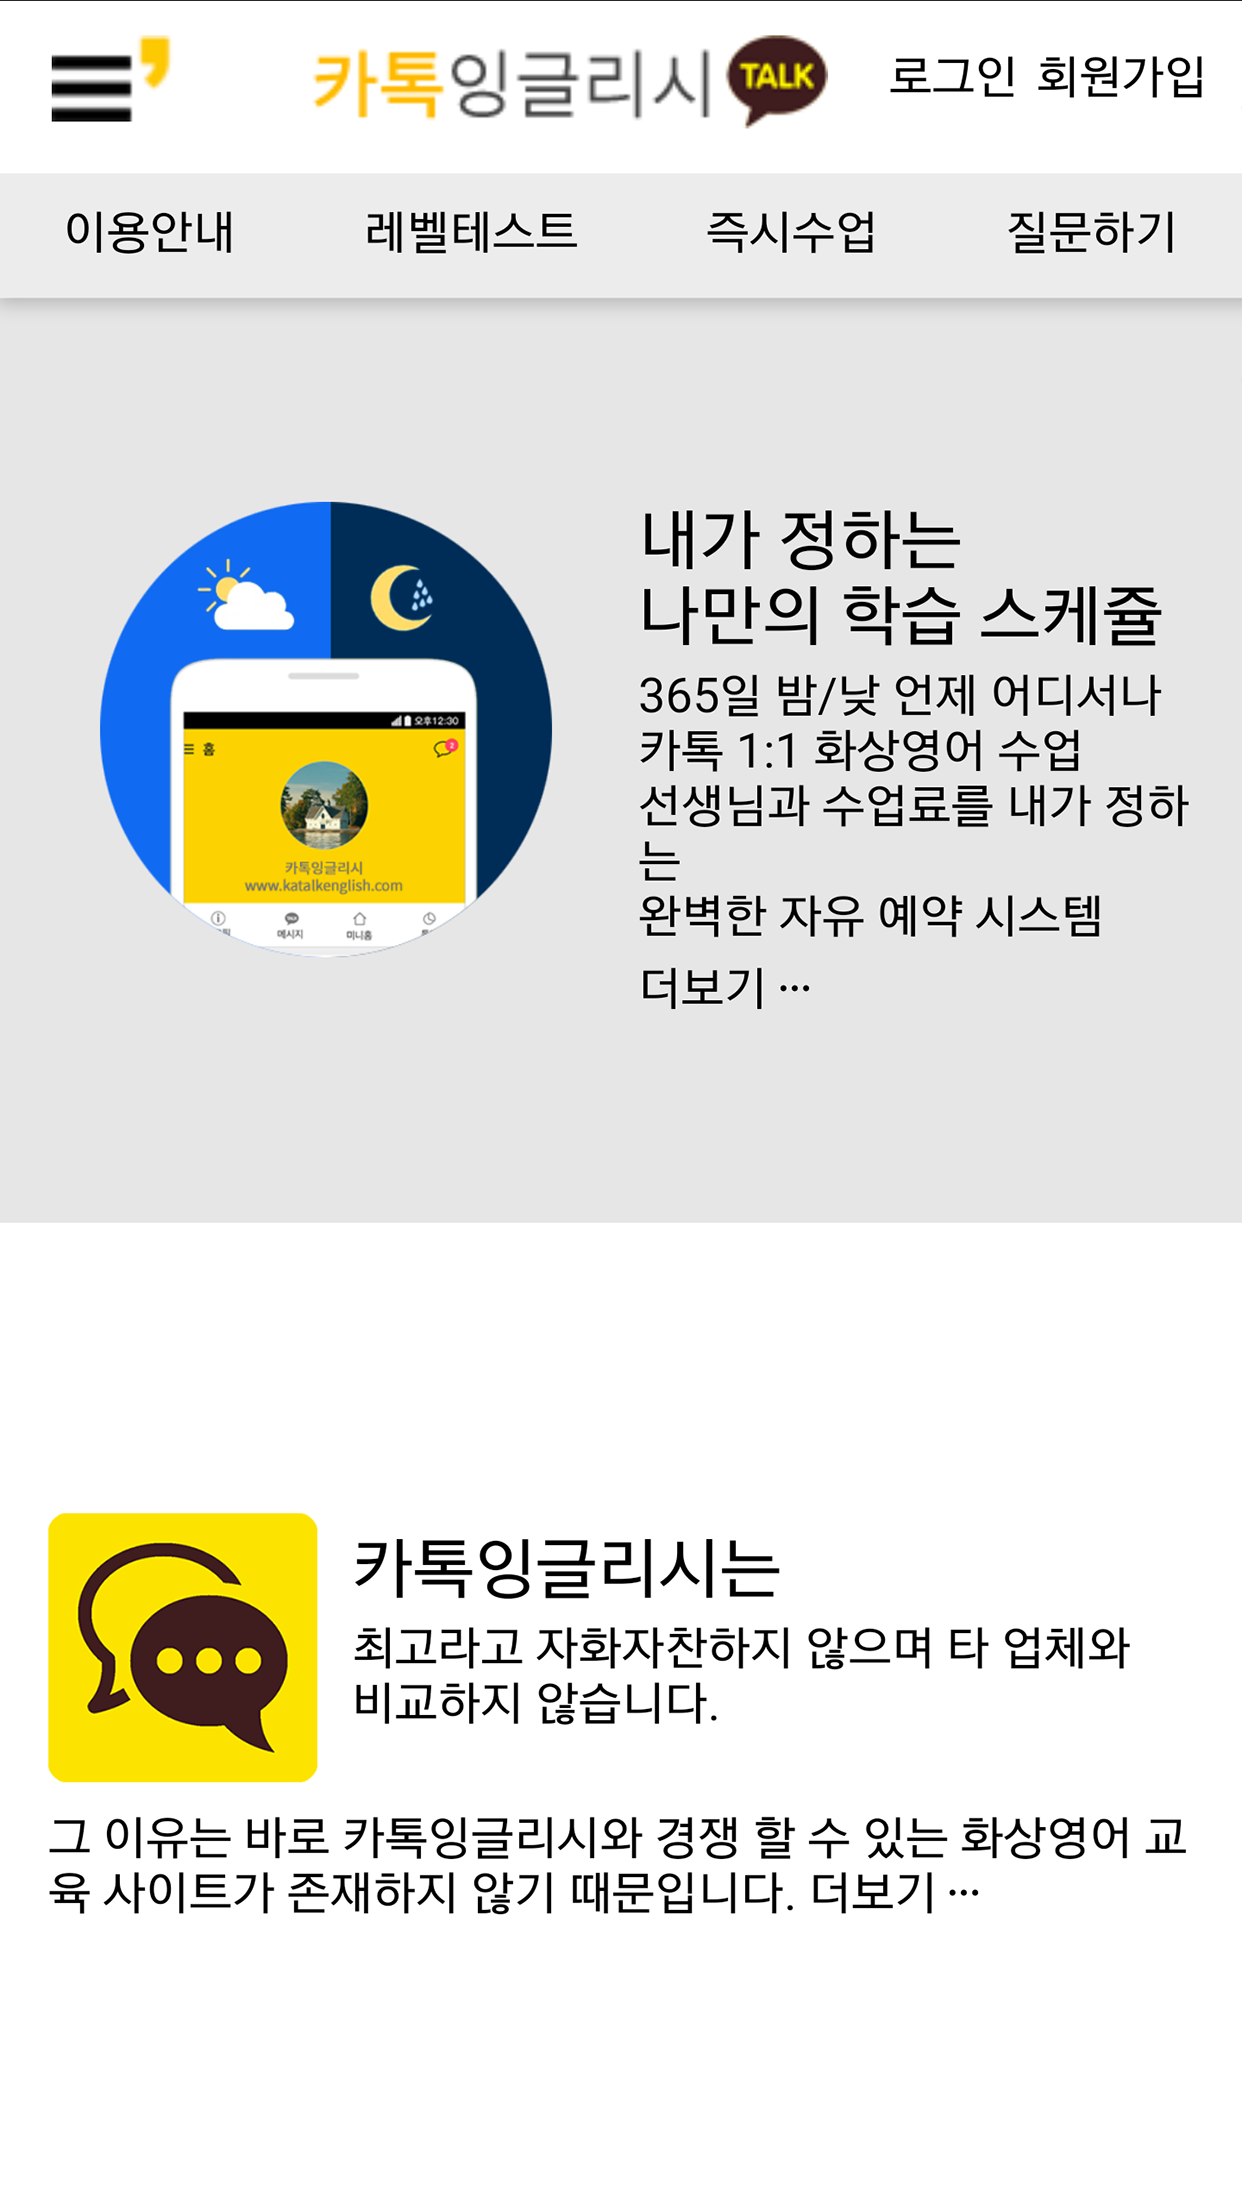 카톡잉글리시 TALK 로그인 회원가입
이용안내 레벨테스트 즉시수업 질문하기
내가 정하는
나만의 학습 스케쥴
365일 밤/낮 언제 어디서나
카톡 1:1 화상영어 수업
선생님과 수업료를 내가 정하
는
완벽한 자유 예약 시스템
더보기 ···
오후12:30
홈 2
카톡잉글리시
www.katalkenglish.com
메시지 미니홈
카톡잉글리시는
최고라고 자화자찬하지 않으며 타 업체와
비교하지 않습니다.
그 이유는 바로 카톡잉글리시와 경쟁 할 수 있는 화상영어 교
육 사이트가 존재하지 않기 때문입니다. 더보기 ···